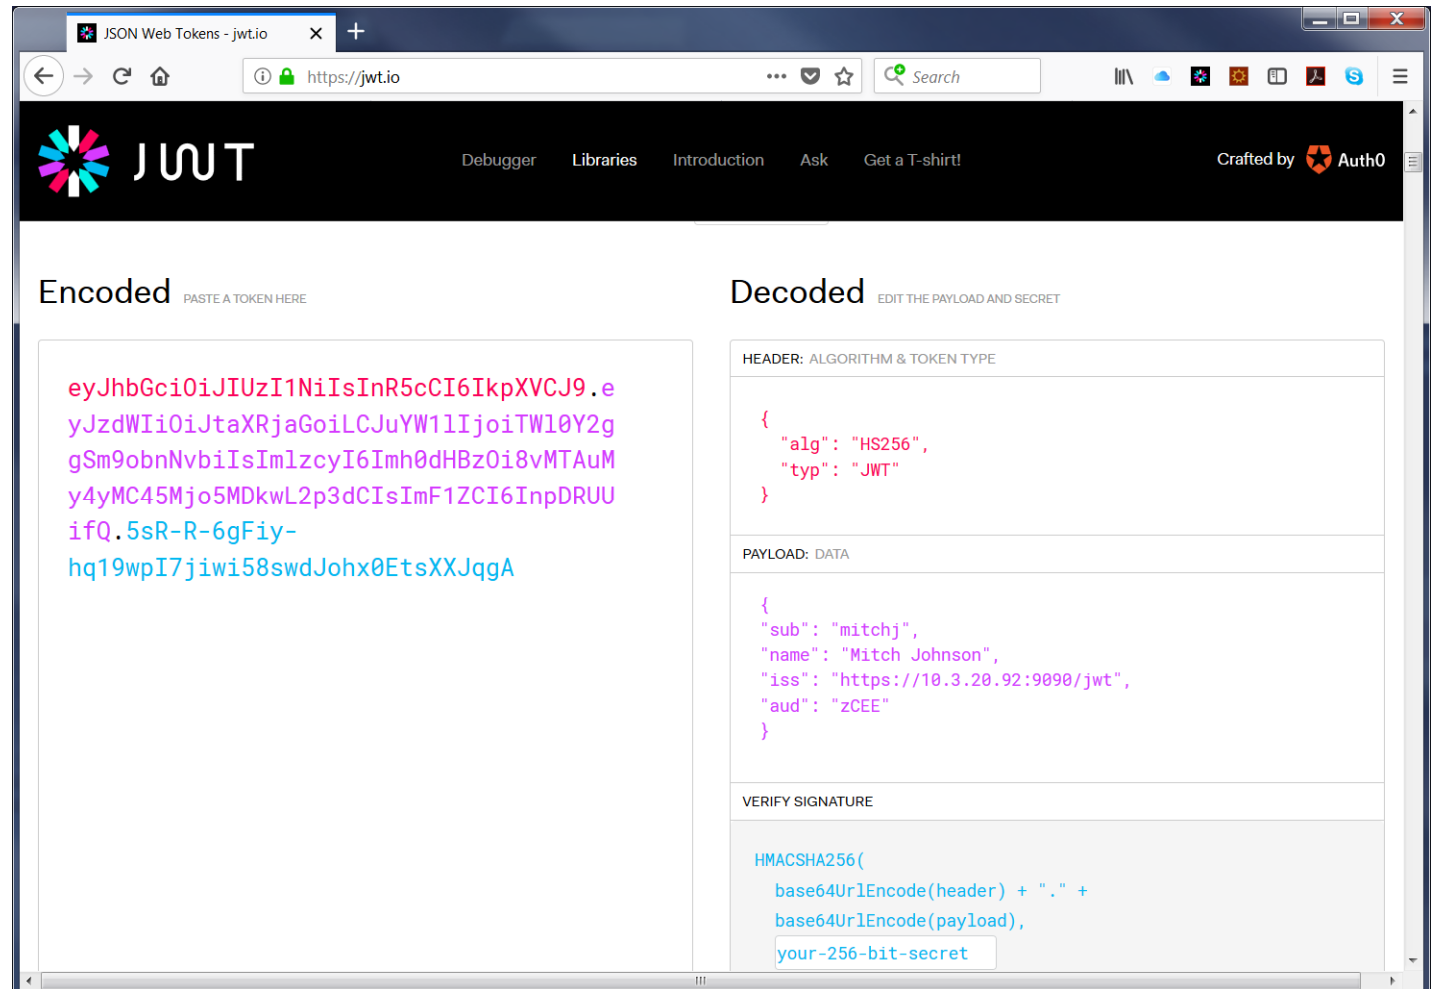 JSON Web Tokens - jwt.io
https://jwt.io
Search
JWT
Debugger
Libraries
Introduction
Ask
Get a T-shirt!
Crafted by
Auth0
Encoded PASTE A TOKEN HERE
eyJhbGciOiJIUzI1NiIsInR5cCI6IkpXVCJ9.e
yJzdWIiOiJtaXRjaGoiLCJuYW1lIjoiTWl0Y2g
gSm9obnNvbiIsImlzcyI6Imh0dHBzOi8vMTAuM
y4yMC45Mjo5MDkwL2p3dCIsImF1ZCI6InpDRUU
ifQ.5sR-R-6gFiy-
hq19wpI7jiwi58swdJohx0EtsXXJqgA
Decoded EDIT THE PAYLOAD AND SECRET
HEADER: ALGORITHM & TOKEN TYPE
{
"alg": "HS256",
"typ": "JWT"
}
PAYLOAD: DATA
{
"sub": "mitchj",
"name": "Mitch Johnson",
"iss": "https://10.3.20.92:9090/jwt",
"aud": "zCEE"
}
VERIFY SIGNATURE
HMACSHA256(
base64UrlEncode(header) + "." +
base64UrlEncode(payload),
your-256-bit-secret